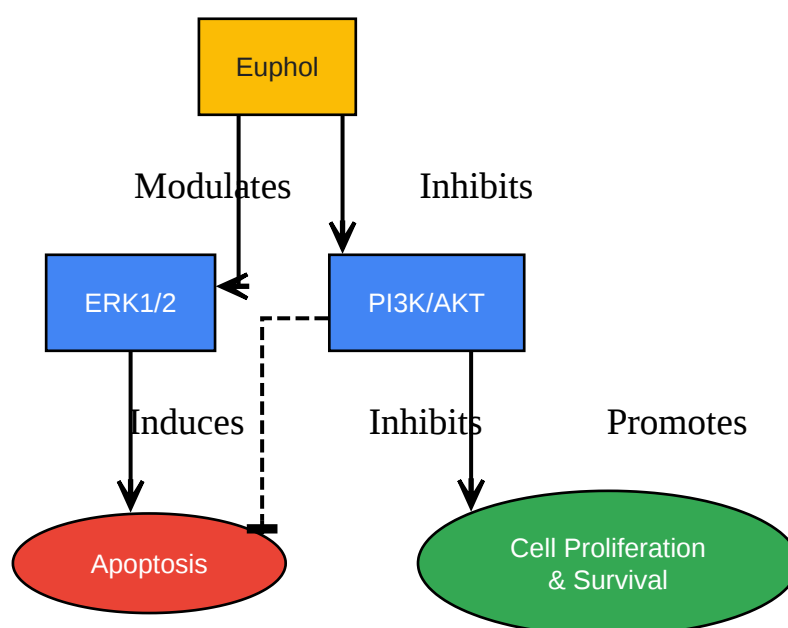 Euphol
Modulates
Inhibits
ERK1/2
PI3K/AKT
Induces
Inhibits
Promotes
Apoptosis
Cell Proliferation
& Survival